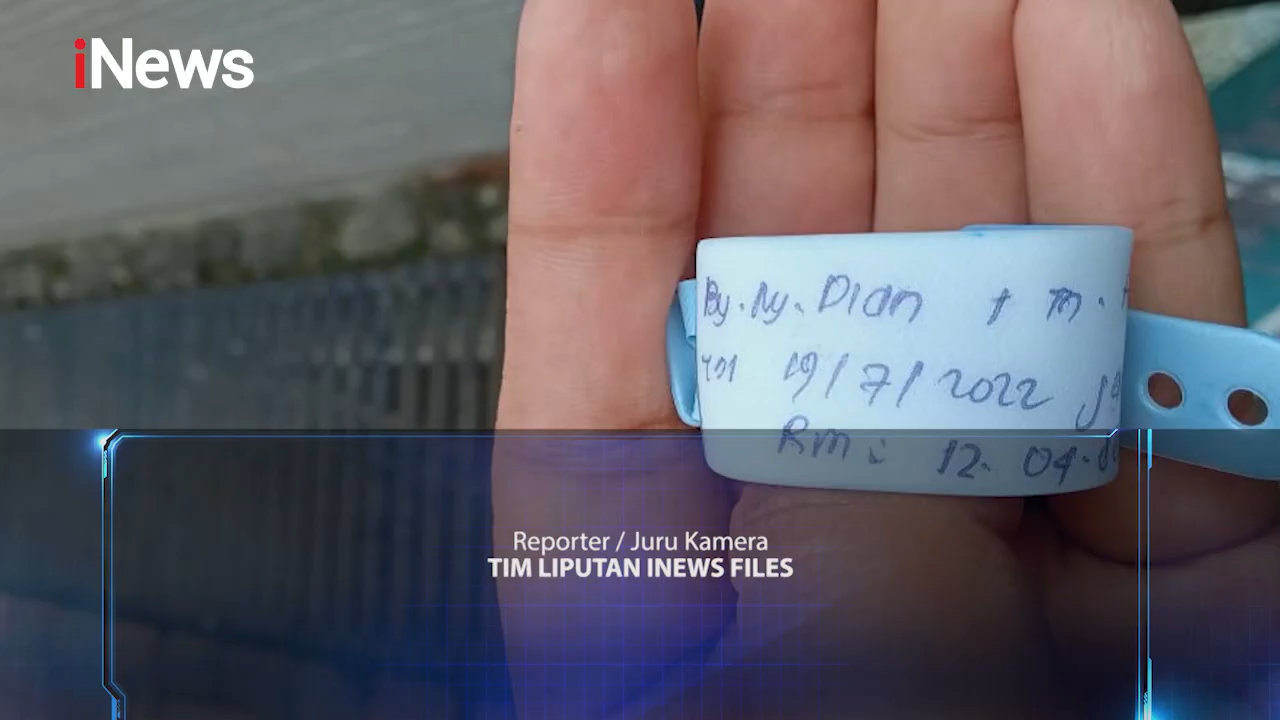 iNews
By. Ny. Dian + m.
19/7/2022
Rm: 12.04.
Reporter / Juru Kamera
TIM LIPUTAN INEWS FILES